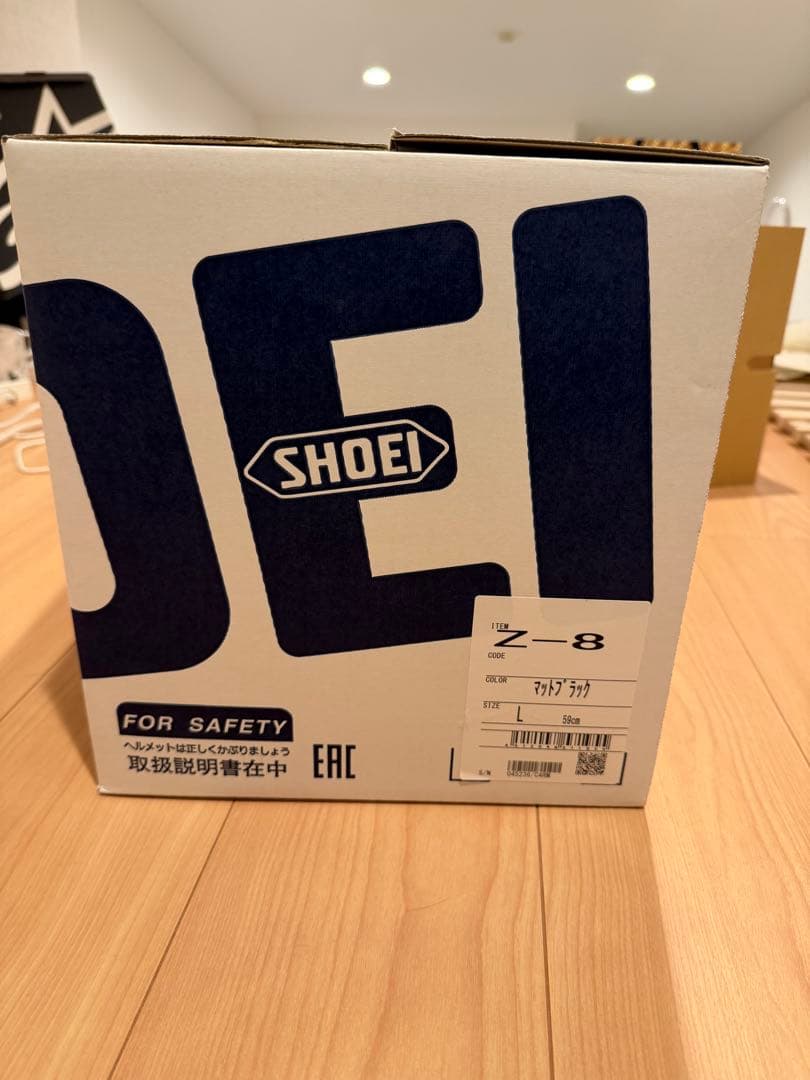 OEI
SHOEI
ITEM
Z-8
CODE
COLOR マットブラック
SIZE L 59cm
S/N
FOR SAFETY
ヘルメットは正しくかぶりましょう
取扱説明書在中
EAC